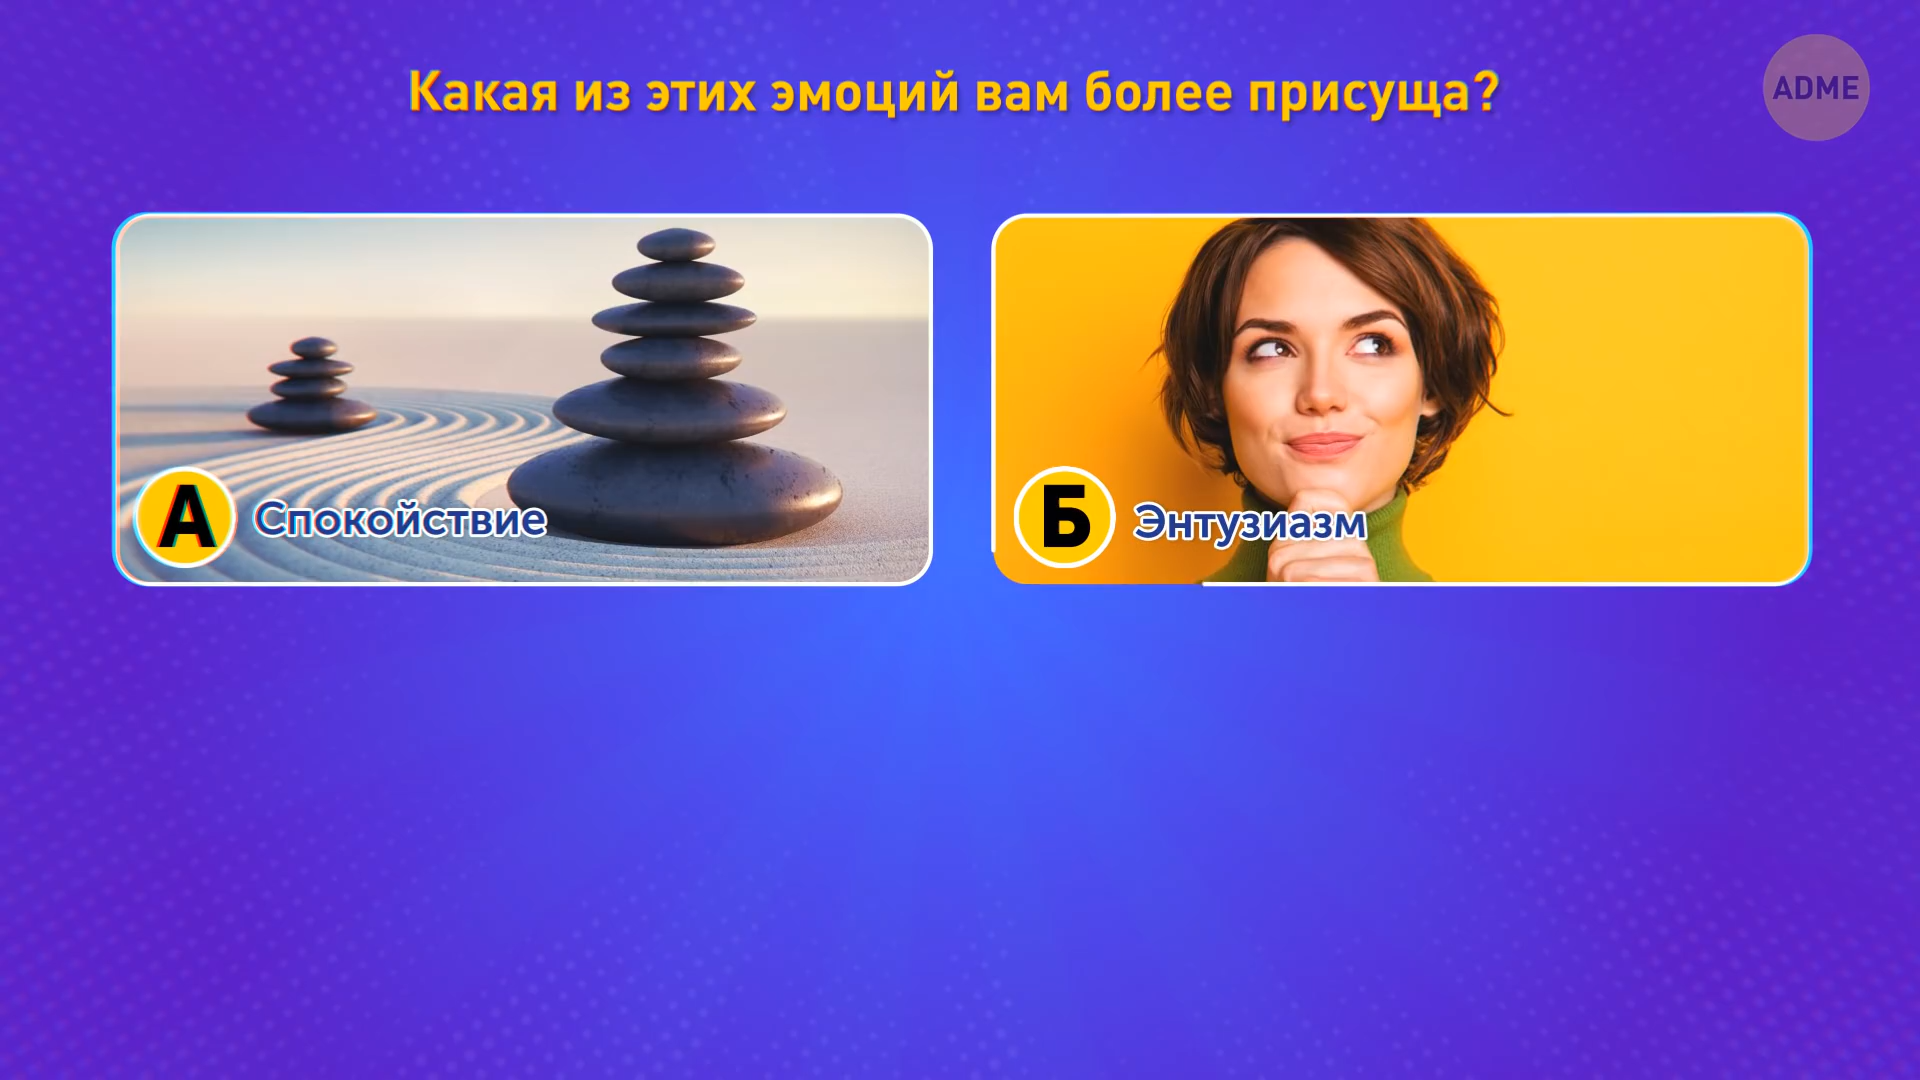 Какая из этих эмоций вам более присуща?
ADME
А Спокойствие
Б Энтузиазм